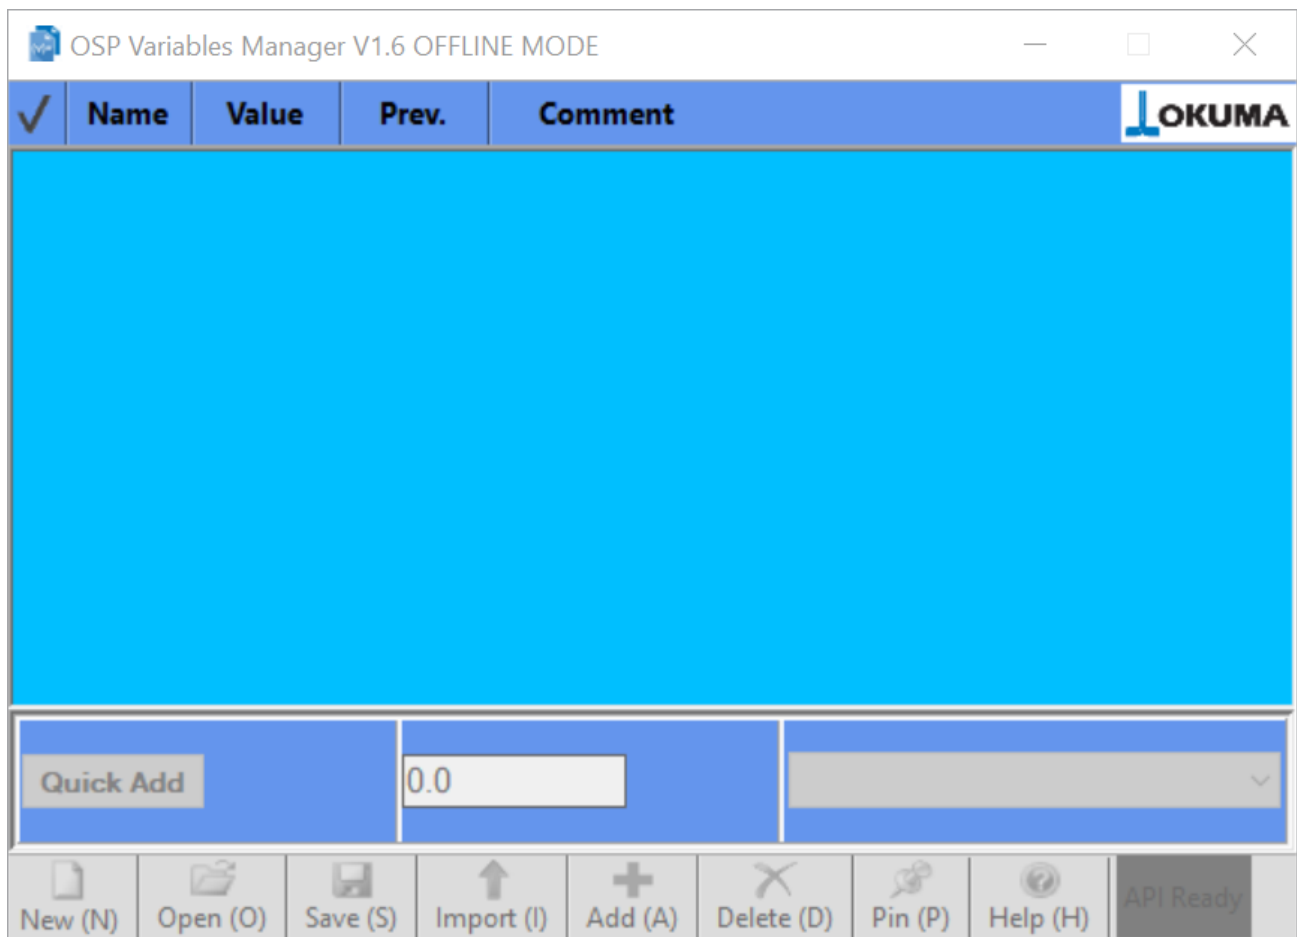 OSP Variables Manager V1.6 OFFLINE MODE
Name Value Prev. Comment OKUMA
Quick Add 0.0
New (N) Open (O) Save (S) Import (I) Add (A) Delete (D) Pin (P) Help (H) API Ready